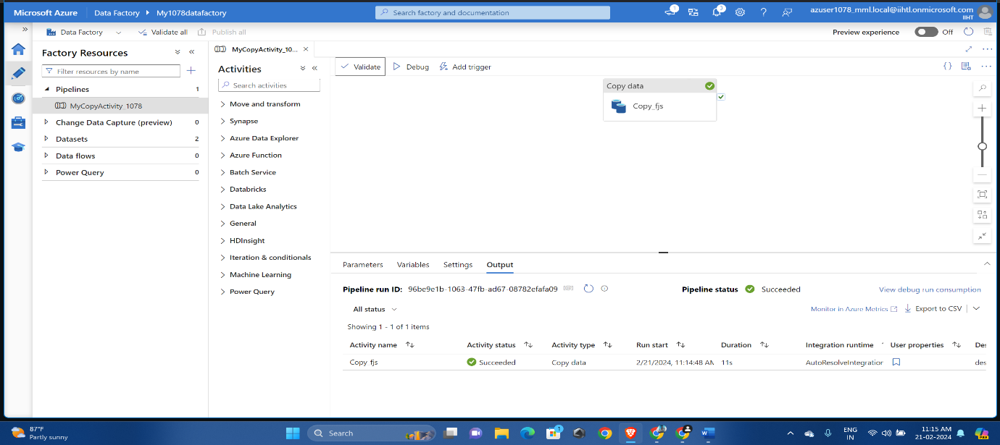 Microsoft Azure Data Factory My1078datafactory Search factory and documentation 1 3 azuser1078_mml.local@iihtl.onmicrosoft.com
IIHT
Data Factory Validate all Publish all Preview experience Off
Factory Resources
Filter resources by name
Pipelines 1
MyCopyActivity_1078
Change Data Capture (preview) 0
Datasets 2
Data flows 0
Power Query 0
MyCopyActivity_10...
Activities
Search activities
Move and transform
Synapse
Azure Data Explorer
Azure Function
Batch Service
Databricks
Data Lake Analytics
General
HDInsight
Iteration & conditionals
Machine Learning
Power Query
Validate Debug Add trigger
Copy data
Copy_fjs
Parameters Variables Settings Output
Pipeline run ID: 96be9e1b-1063-47fb-ad67-08782efafa09 Pipeline status Succeeded View debug run consumption
All status Monitor in Azure Metrics Export to CSV
Showing 1 - 1 of 1 items
Activity name Activity status Activity type Run start Duration Integration runtime User properties Des
Copy_fjs Succeeded Copy data 2/21/2024, 11:14:48 AM 11s AutoResolveIntegration des
87°F
Partly sunny
Search
1
ENG
IN
11:15 AM
21-02-2024